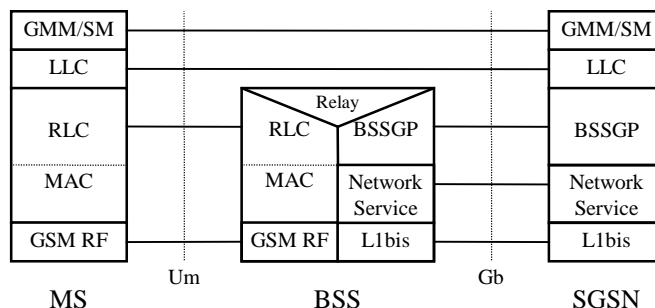 GMM/SM
LLC
RLC
MAC
GSM RF
MS
Um
Relay
RLC
BSSGP
MAC
Network
Service
GSM RF
L1bis
BSS
Gb
GMM/SM
LLC
BSSGP
Network
Service
L1bis
SGSN